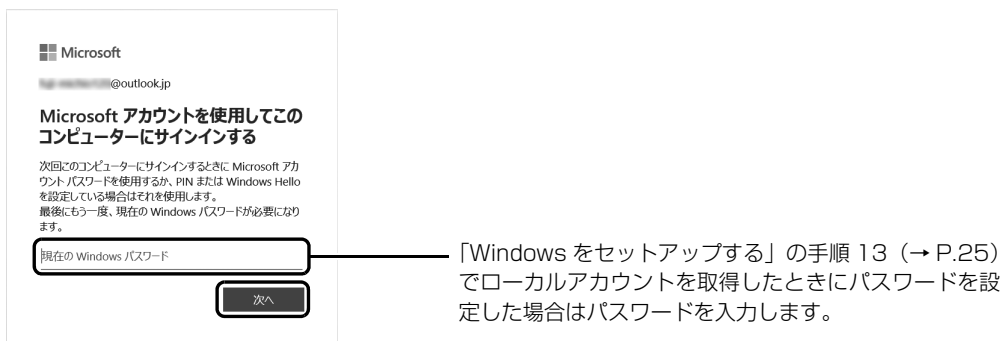 Microsoft
@outlook.jp
Microsoft アカウントを使用してこの
コンピューターにサインインする
次回このコンピューターにサインインするときに Microsoft アカ
ウント パスワードを使用するか、PIN または Windows Hello
を設定している場合はそれを使用します。
最後にもう一度、現在の Windows パスワードが必要になり
ます。
現在の Windows パスワード
次へ
「Windows をセットアップする」の手順 13（→ P.25）
でローカルアカウントを取得したときにパスワードを設
定した場合はパスワードを入力します。